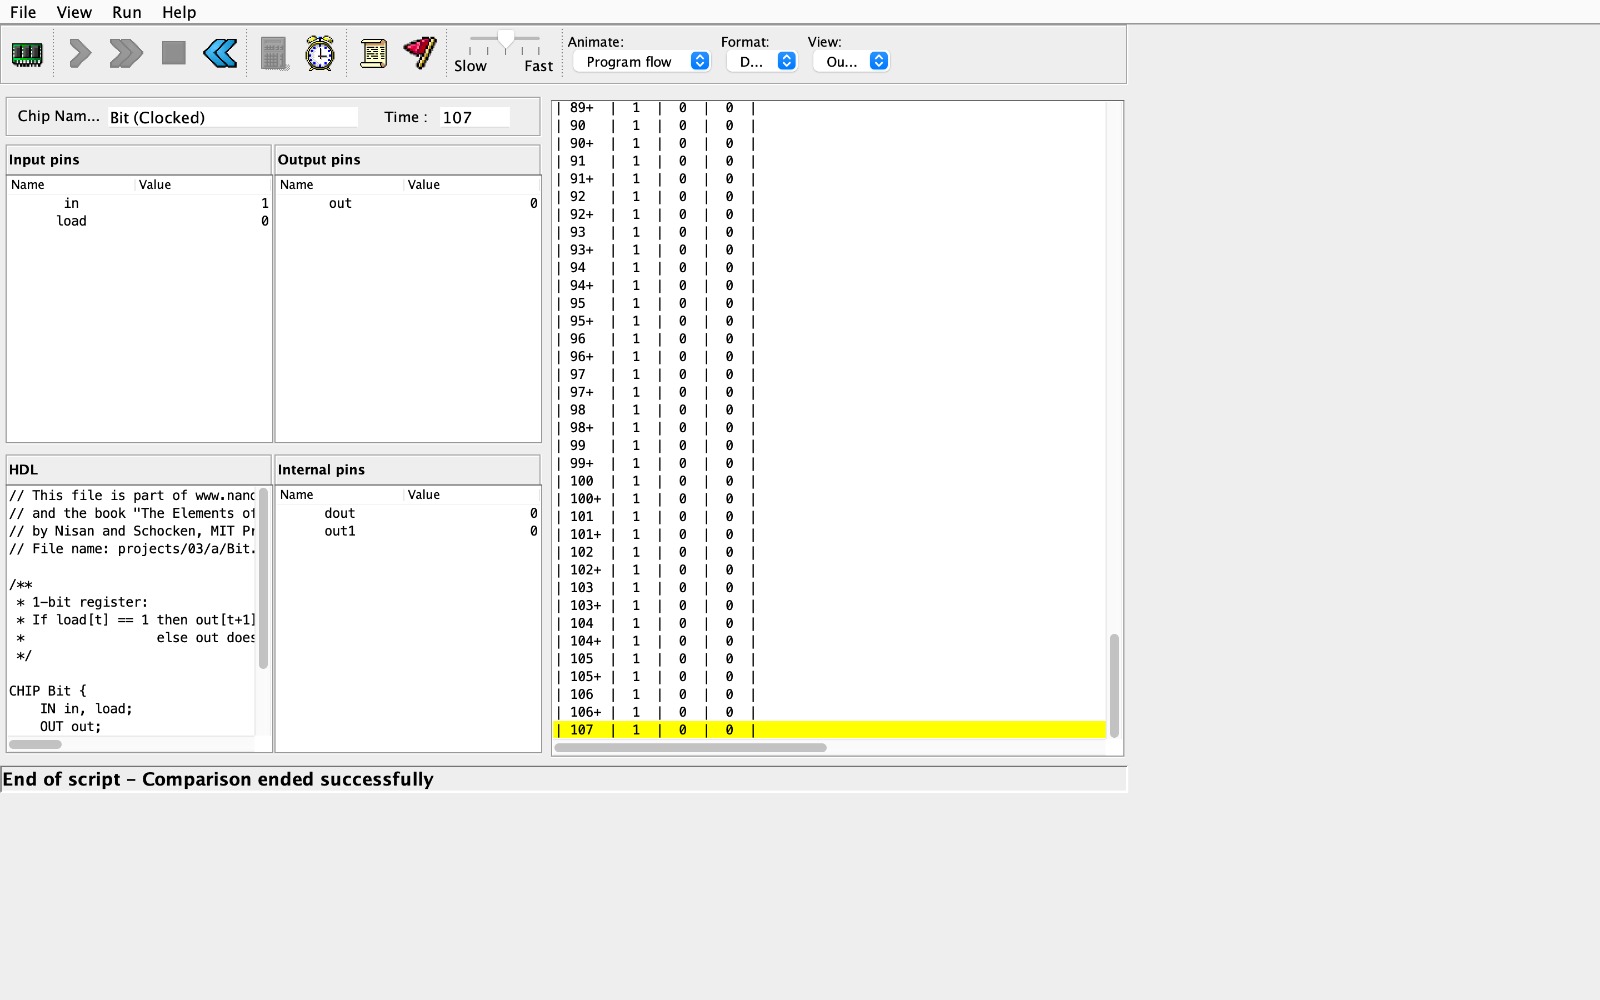 File View Run Help
Animate: Format: View:
Slow Fast Program flow D... Ou...
Chip Nam... Bit (Clocked) Time : 107
Input pins Output pins
Name Value Name Value
in 1 out 0
load 0
HDL Internal pins
Name Value
dout 0
out1 0
// This file is part of www.nand
// and the book "The Elements of
// by Nisan and Schocken, MIT Pr
// File name: projects/03/a/Bit.
/**
* 1-bit register:
* If load[t] == 1 then out[t+1]
* else out does
*/
CHIP Bit {
IN in, load;
OUT out;
| 89+ | 1 | 0 | 0 |
| 90 | 1 | 0 | 0 |
| 90+ | 1 | 0 | 0 |
| 91 | 1 | 0 | 0 |
| 91+ | 1 | 0 | 0 |
| 92 | 1 | 0 | 0 |
| 92+ | 1 | 0 | 0 |
| 93 | 1 | 0 | 0 |
| 93+ | 1 | 0 | 0 |
| 94 | 1 | 0 | 0 |
| 94+ | 1 | 0 | 0 |
| 95 | 1 | 0 | 0 |
| 95+ | 1 | 0 | 0 |
| 96 | 1 | 0 | 0 |
| 96+ | 1 | 0 | 0 |
| 97 | 1 | 0 | 0 |
| 97+ | 1 | 0 | 0 |
| 98 | 1 | 0 | 0 |
| 98+ | 1 | 0 | 0 |
| 99 | 1 | 0 | 0 |
| 99+ | 1 | 0 | 0 |
| 100 | 1 | 0 | 0 |
| 100+ | 1 | 0 | 0 |
| 101 | 1 | 0 | 0 |
| 101+ | 1 | 0 | 0 |
| 102 | 1 | 0 | 0 |
| 102+ | 1 | 0 | 0 |
| 103 | 1 | 0 | 0 |
| 103+ | 1 | 0 | 0 |
| 104 | 1 | 0 | 0 |
| 104+ | 1 | 0 | 0 |
| 105 | 1 | 0 | 0 |
| 105+ | 1 | 0 | 0 |
| 106 | 1 | 0 | 0 |
| 106+ | 1 | 0 | 0 |
| 107 | 1 | 0 | 0 |
End of script – Comparison ended successfully